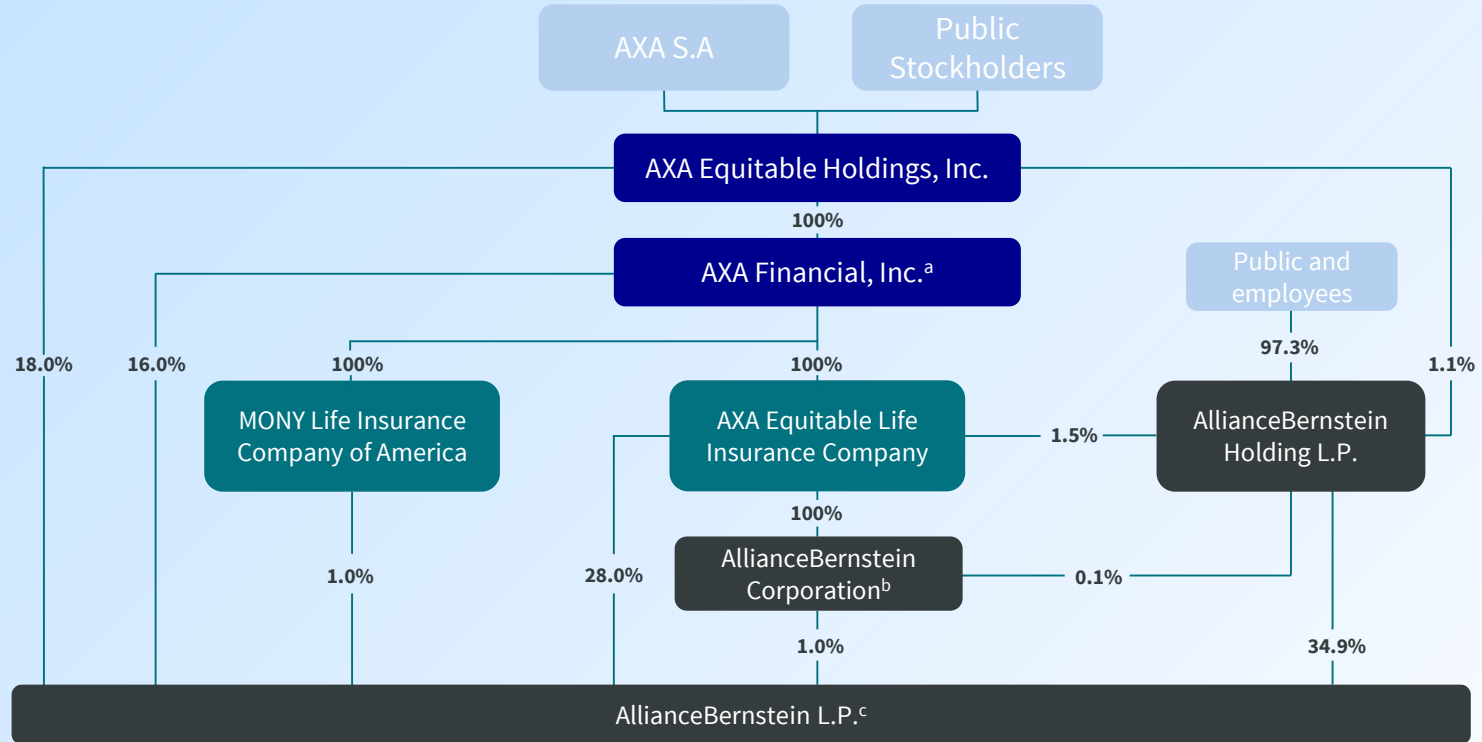 AXA S.A
Public
Stockholders
AXA Equitable Holdings, Inc.
100%
AXA Financial, Inc.ᵃ
Public and
employees
97.3%
18.0%
16.0%
100%
100%
1.1%
MONY Life Insurance
Company of America
AXA Equitable Life
Insurance Company
1.5%
AllianceBernstein
Holding L.P.
100%
AllianceBernstein
Corporationᵇ
1.0%
28.0%
0.1%
1.0%
34.9%
AllianceBernstein L.P.ᶜ